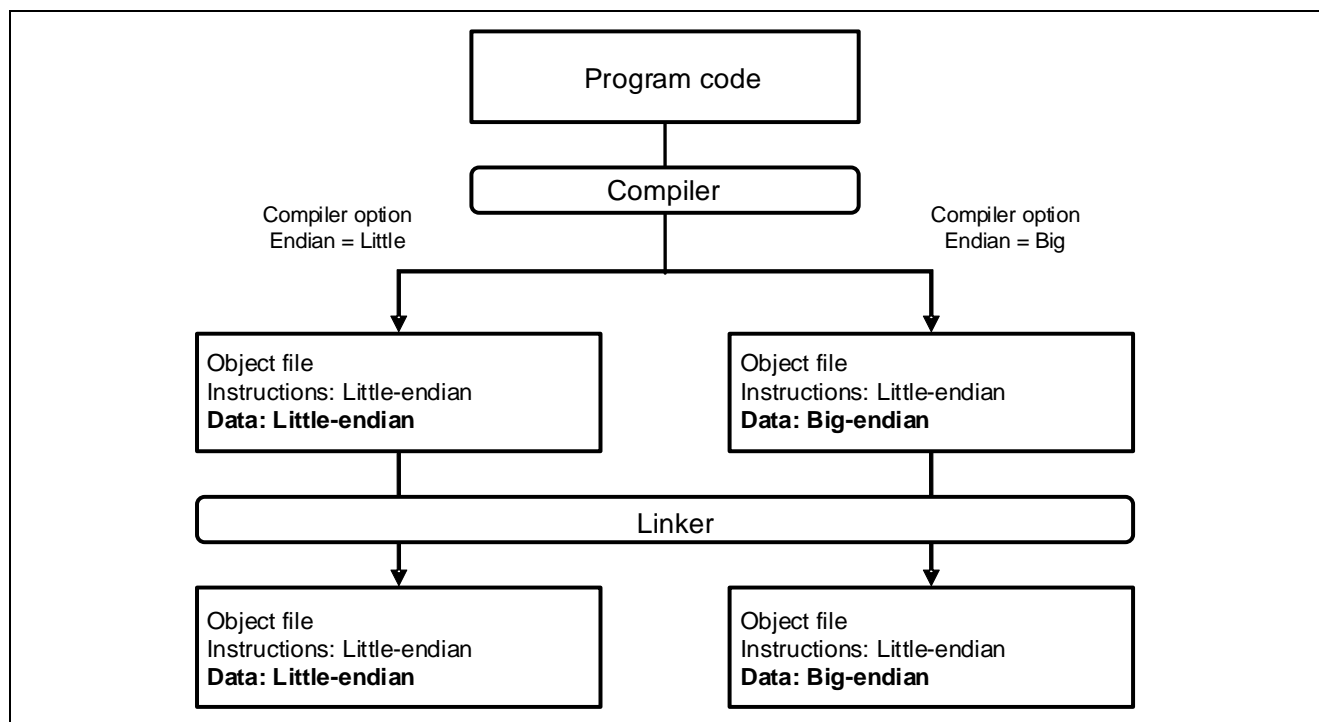 Program code
Compiler
Compiler option
Endian = Little
Compiler option
Endian = Big
Object file
Instructions: Little-endian
Data: Little-endian
Object file
Instructions: Little-endian
Data: Big-endian
Linker
Object file
Instructions: Little-endian
Data: Little-endian
Object file
Instructions: Little-endian
Data: Big-endian